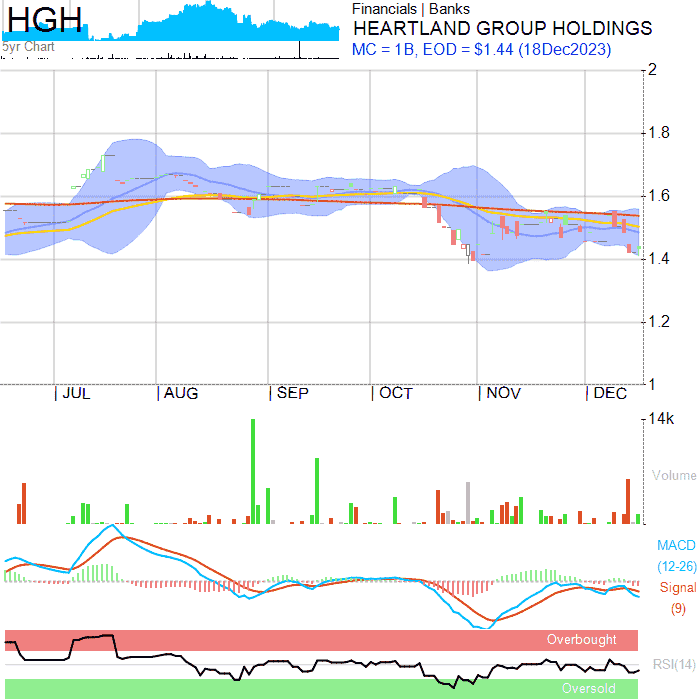 HGH
5yr Chart
Financials | Banks
HEARTLAND GROUP HOLDINGS
MC = 1B, EOD = $1.44 (18Dec2023)
2
1.8
1.6
1.4
1.2
1
| JUL | AUG | SEP | OCT | NOV | DEC
14k
Volume
MACD
(12-26)
Signal
(9)
Overbought
RSI(14)
Oversold